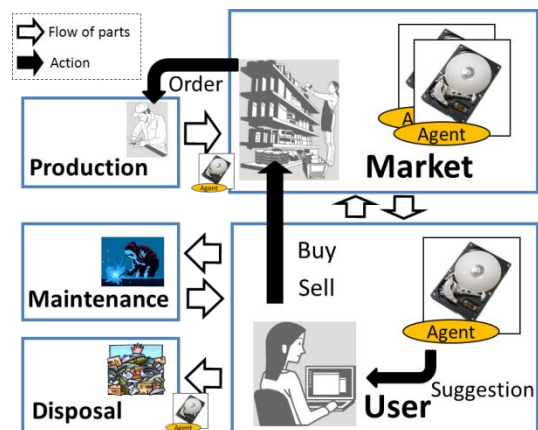 Flow of parts
Action
Order
Production
Agent
A
Agent
Market
Buy
Sell
Maintenance
Agent
Suggestion
User
Disposal
Agent